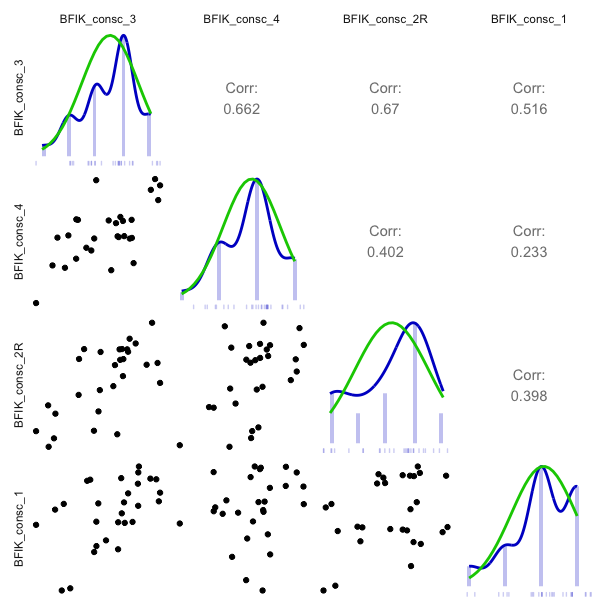 BFIK_consc_3
BFIK_consc_4
BFIK_consc_2R
BFIK_consc_1
BFIK_consc_3
Corr:
0.662
Corr:
0.67
Corr:
0.516
BFIK_consc_4
Corr:
0.402
Corr:
0.233
BFIK_consc_2R
Corr:
0.398
BFIK_consc_1